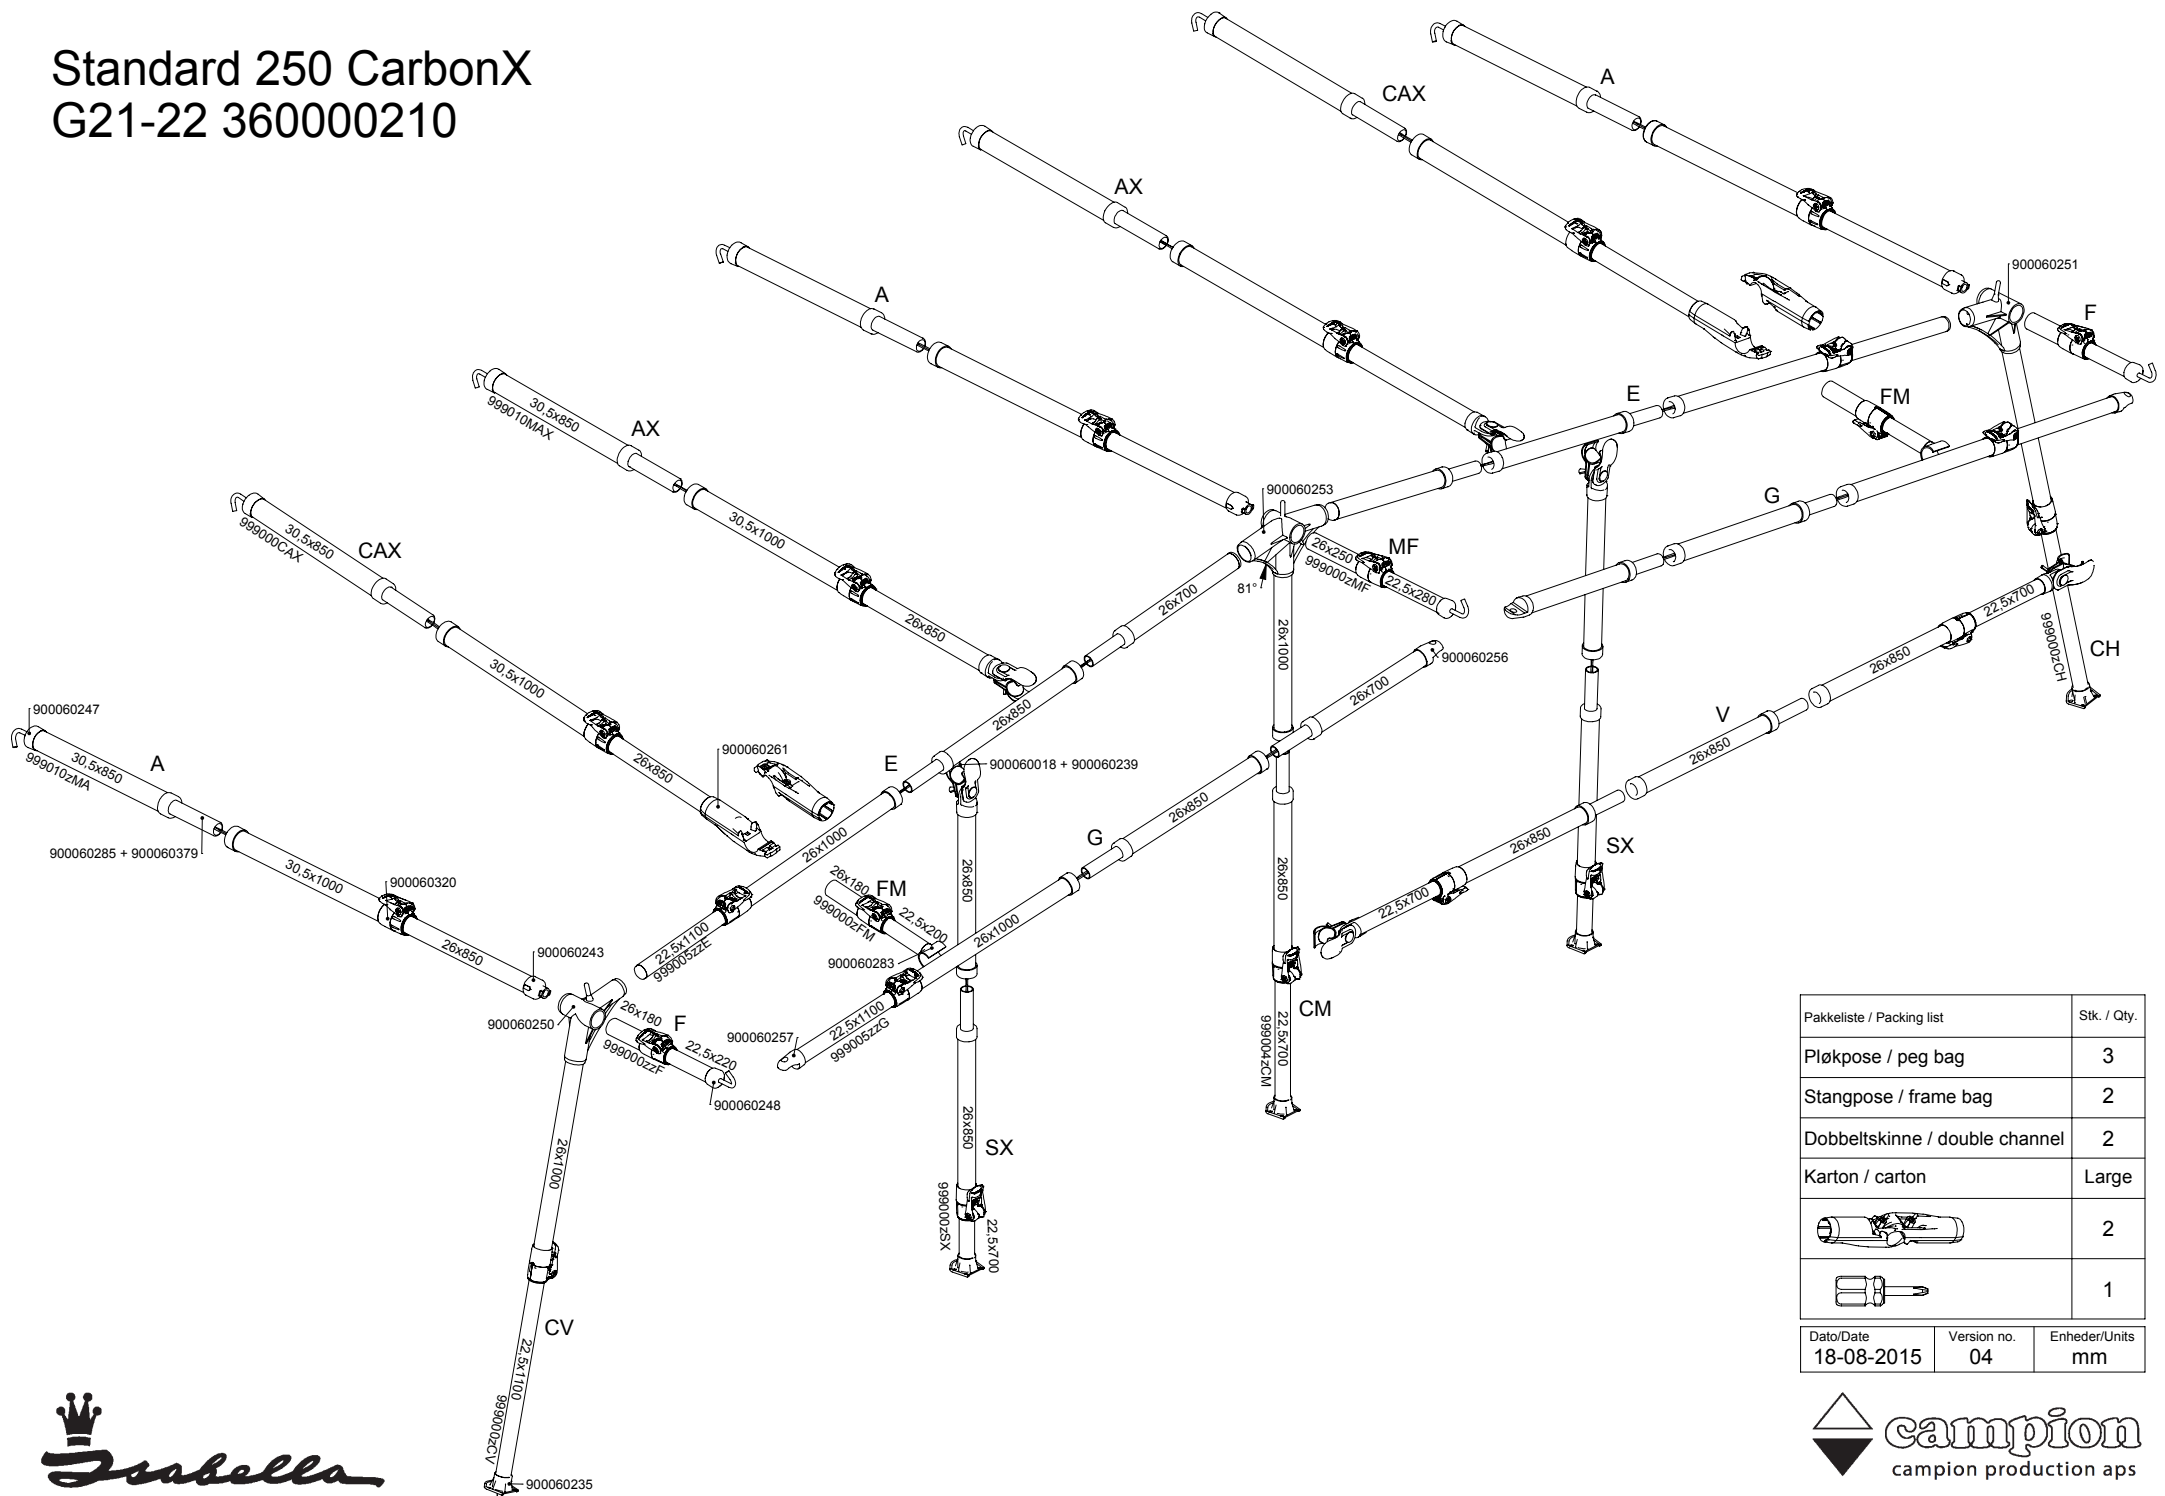 Standard 250 CarbonX
G21-22 360000210
A
CAX
AX
900060251
A
F
30,5x850
999010MAX
AX
E
FM
900060253
G
30,5x850
999000CAX
CAX
30,5x1000
26x250
MF
999000zMF
22,5x280
81°
26x700
22,5x700
26x850
26x1000
999000zCH
CH
900060256
30,5x1000
26x850
26x700
26x850
900060247
V
30,5x850
999010zMA
A
26x850
900060261
E
900060018 + 900060239
26x850
26x850
G
26x1000
26x850
SX
900060285 + 900060379
30,5x1000
900060320
26x180
FM
999000zFM
22,5x200
26x850
26x850
22,5x700
26x850
900060243
22,5x1100
999005zzE
900060283
26x1000
900060250
26x180
F
999000zzF
22,5x220
900060257
22,5x1100
999005zzG
CM
22,5x700
999004zCM
900060248
26x1000
26x850
SX
999000zSX
22,5x700
CV
22,5x1100
999000zCV
900060235
Pakkeliste / Packing list Stk. / Qty.
Pløkpose / peg bag 3
Stangpose / frame bag 2
Dobbeltskinne / double channel 2
Karton / carton Large
2
1
Dato/Date Version no. Enheder/Units
18-08-2015 04 mm
Isabella
campion
campion production aps